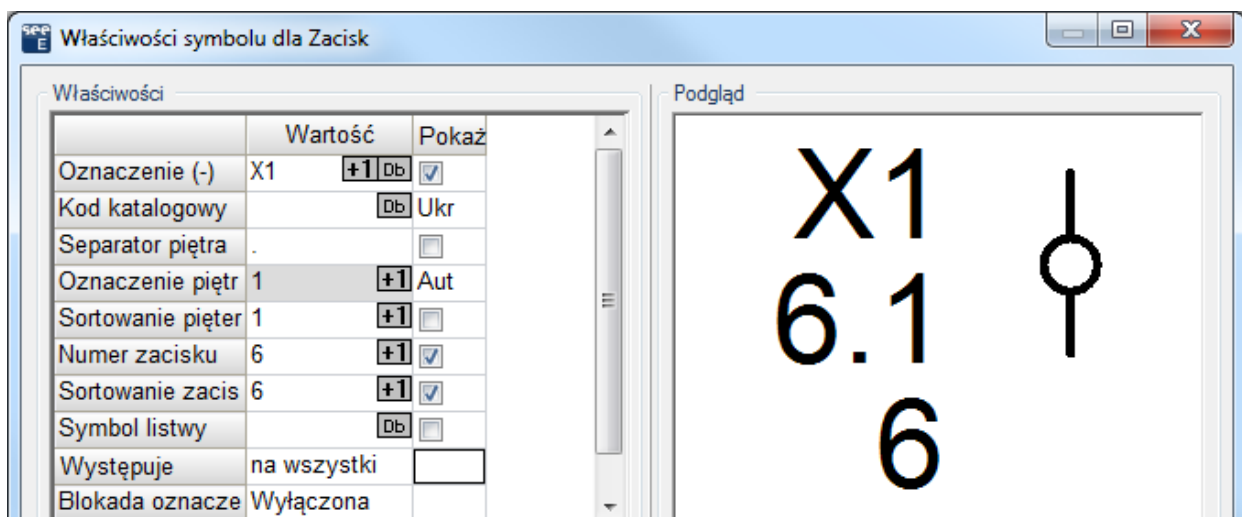 see E Właściwości symbolu dla Zacisk
Właściwości
Wartość Pokaż
Oznaczenie (-) X1 +1 Db
Kod katalogowy Db Ukr
Separator piętra .
Oznaczenie piętr 1 +1 Aut
Sortowanie pięter 1 +1
Numer zacisku 6 +1
Sortowanie zacis 6 +1
Symbol listwy Db
Występuje na wszystki
Blokada oznacze Wyłączona
Podgląd
X1
6.1
6